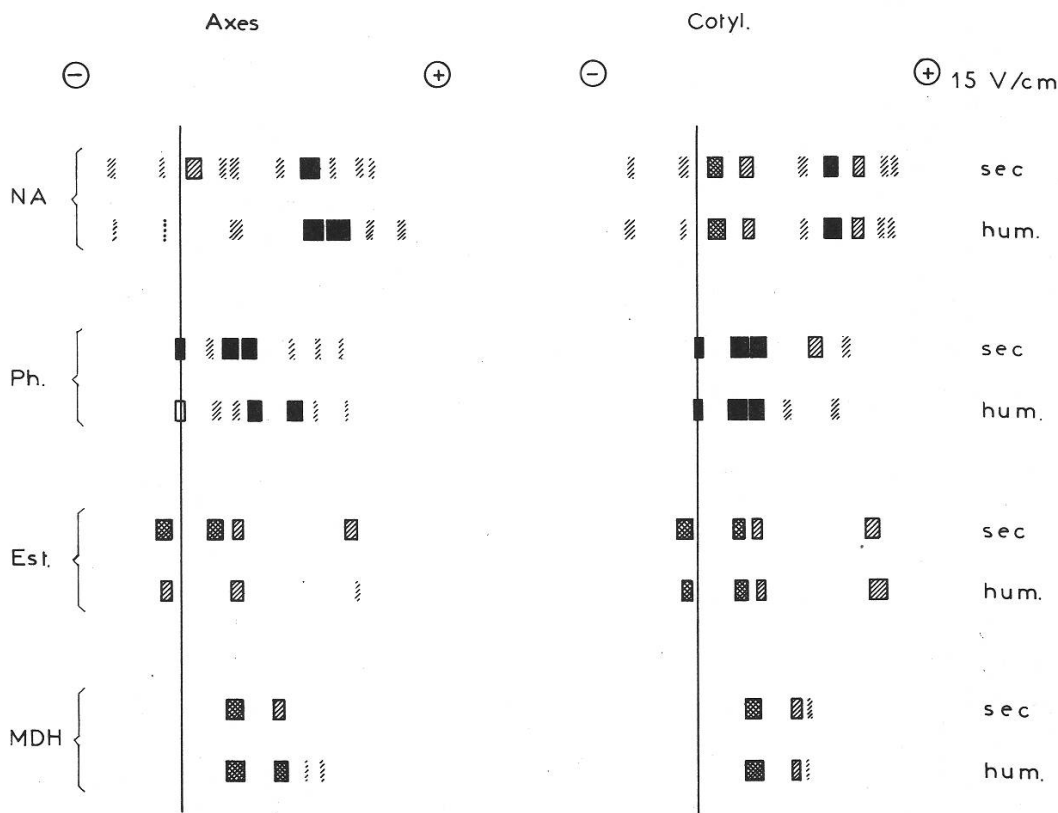 Axes Cotyl.
⊖ ⊕ ⊖ ⊕ 15 V/cm
NA sec
hum.
Ph. sec
hum.
Est. sec
hum.
MDH sec
hum.